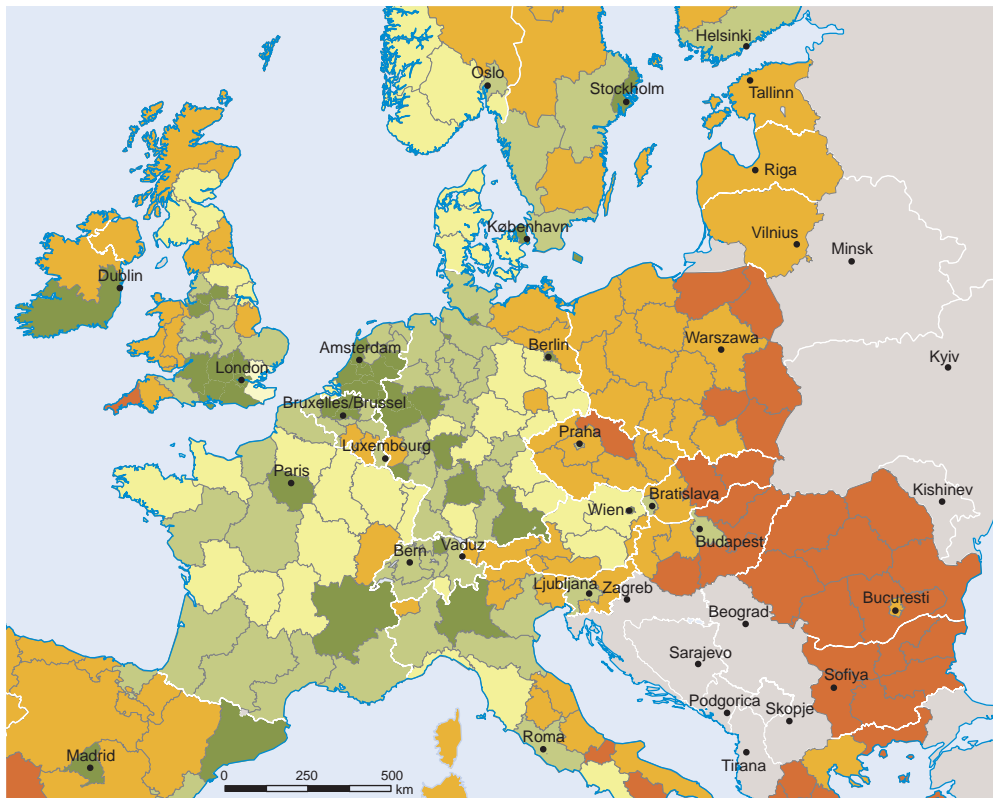 Helsinki
Oslo
Stockholm
Tallinn
Riga
København
Vilnius
Minsk
Dublin
Amsterdam
Berlin
Warszawa
Kyiv
London
Bruxelles/Brussel
Luxembourg
Praha
Paris
Kishinev
Wien
Bratislava
Budapest
Bern
Vaduz
Ljubliana
Zagreb
Bucuresti
Beograd
Sarajevo
Sofiya
Podgorica
Skopje
Roma
Madrid
Tirana
0 250 500
km